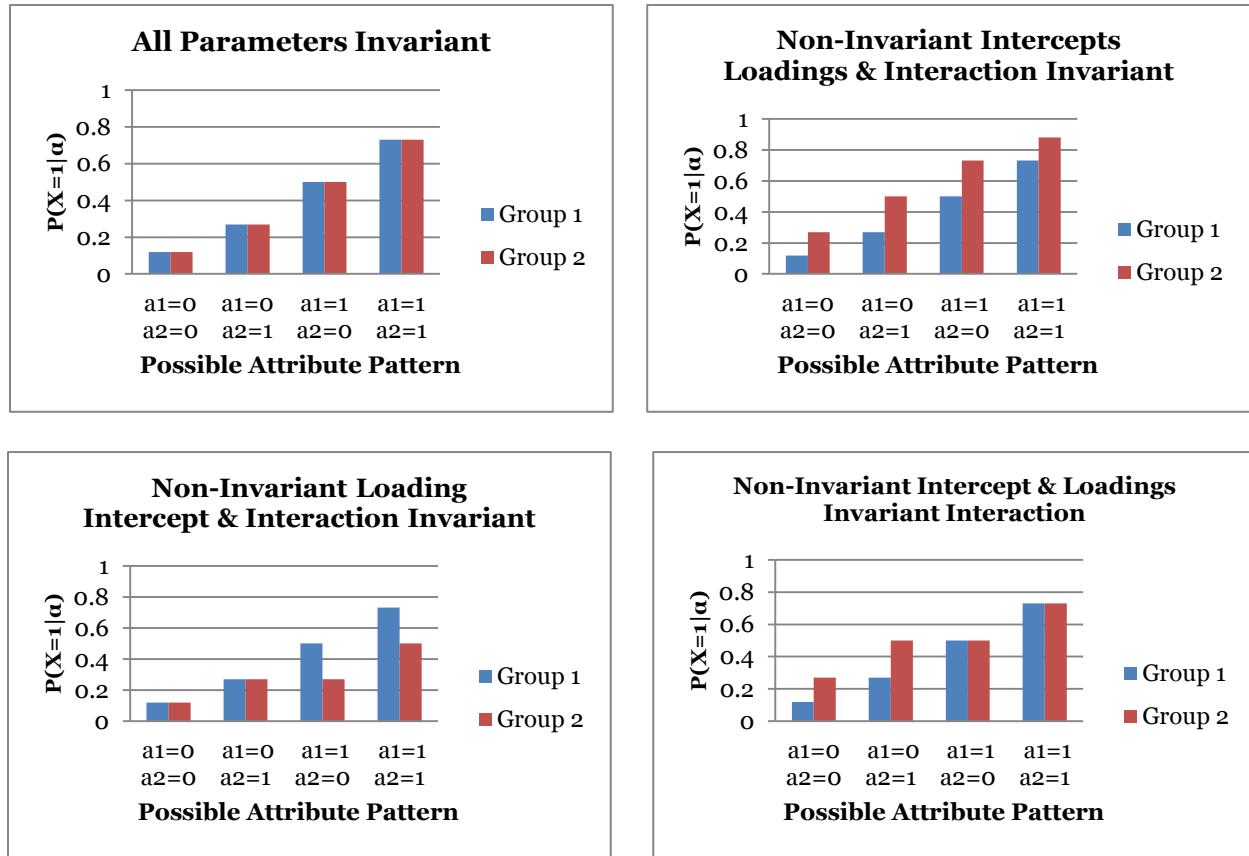 All Parameters Invariant
1
0.8
0.6
0.4
0.2
0
P(X=1|α)
a1=0 a1=0 a1=1 a1=1
a2=0 a2=1 a2=0 a2=1
Possible Attribute Pattern
Group 1
Group 2
Non-Invariant Intercepts
Loadings & Interaction Invariant
1
0.8
0.6
0.4
0.2
0
P(X=1|α)
a1=0 a1=0 a1=1 a1=1
a2=0 a2=1 a2=0 a2=1
Possible Attribute Pattern
Group 1
Group 2
Non-Invariant Loading
Intercept & Interaction Invariant
1
0.8
0.6
0.4
0.2
0
P(X=1|α)
a1=0 a1=0 a1=1 a1=1
a2=0 a2=1 a2=0 a2=1
Possible Attribute Pattern
Group 1
Group 2
Non-Invariant Intercept & Loadings
Invariant Interaction
1
0.8
0.6
0.4
0.2
0
P(X=1|α)
a1=0 a1=0 a1=1 a1=1
a2=0 a2=1 a2=0 a2=1
Possible Attribute Pattern
Group 1
Group 2